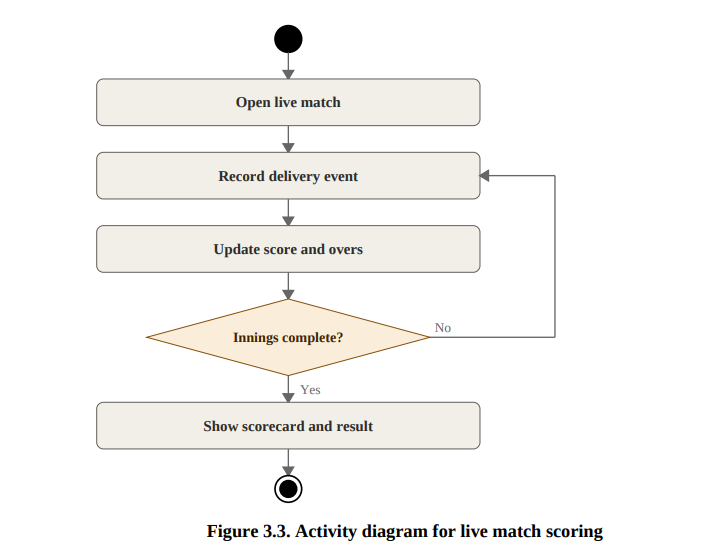 Open live match
Record delivery event
Update score and overs
Innings complete?
No
Yes
Show scorecard and result
Figure 3.3. Activity diagram for live match scoring